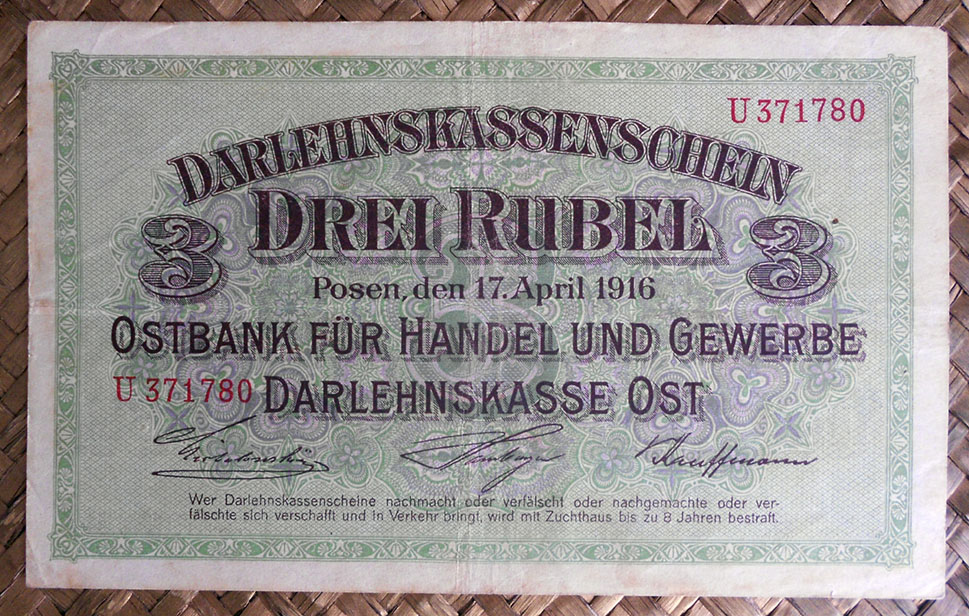 U 371780
DARLEHNSKASSENSCHEIN
DREI RUBEL
3 3
Posen, den 17. April 1916
OSTBANK FÜR HANDEL UND GEWERBE
U 371780 DARLEHNSKASSE OST
Kauffmann
Wer Darlehnskassenscheine nachmacht oder verfälscht oder nachgemachte oder ver-
fälschte sich verschafft und in Verkehr bringt, wird mit Zuchthaus bis zu 8 Jahren bestraft.